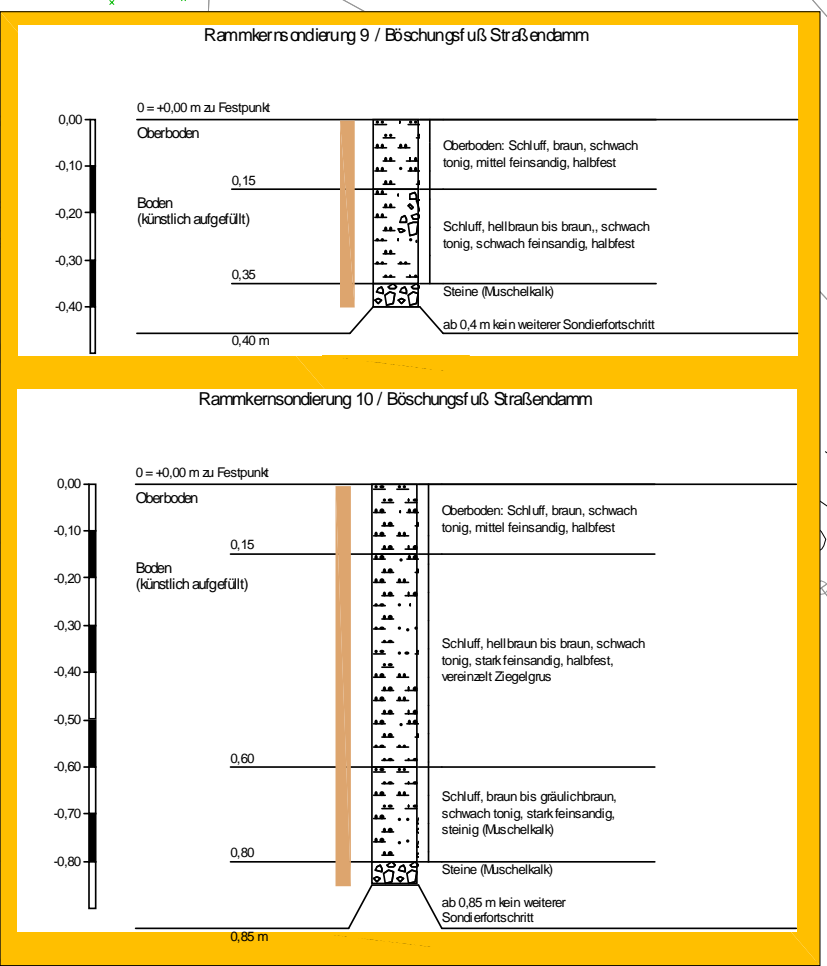 Rammkernsondierung 9 / Böschungsfuß Straßendamm
0 = +0,00 m zu Festpunkt
0,00
Oberboden
Oberboden: Schluff, braun, schwach
tonig, mittel feinsandig, halbfest
-0,10
0,15
Boden
(künstlich aufgefüllt)
-0,20
Schluff, hellbraun bis braun,, schwach
tonig, schwach feinsandig, halbfest
-0,30
0,35
Steine (Muschelkalk)
-0,40
ab 0,4 m kein weiterer Sondierfortschritt
0,40 m
Rammkernsondierung 10 / Böschungsfuß Straßendamm
0 = +0,00 m zu Festpunkt
0,00
Oberboden
Oberboden: Schluff, braun, schwach
tonig, mittel feinsandig, halbfest
-0,10
0,15
Boden
(künstlich aufgefüllt)
-0,20
-0,30
Schluff, hellbraun bis braun, schwach
tonig, stark feinsandig, halbfest,
vereinzelt Ziegelgrus
-0,40
-0,50
-0,60
0,60
Schluff, braun bis gräulichbraun,
schwach tonig, stark feinsandig,
steinig (Muschelkalk)
-0,70
-0,80
0,80
Steine (Muschelkalk)
ab 0,85 m kein weiterer
Sondierfortschritt
0,85 m